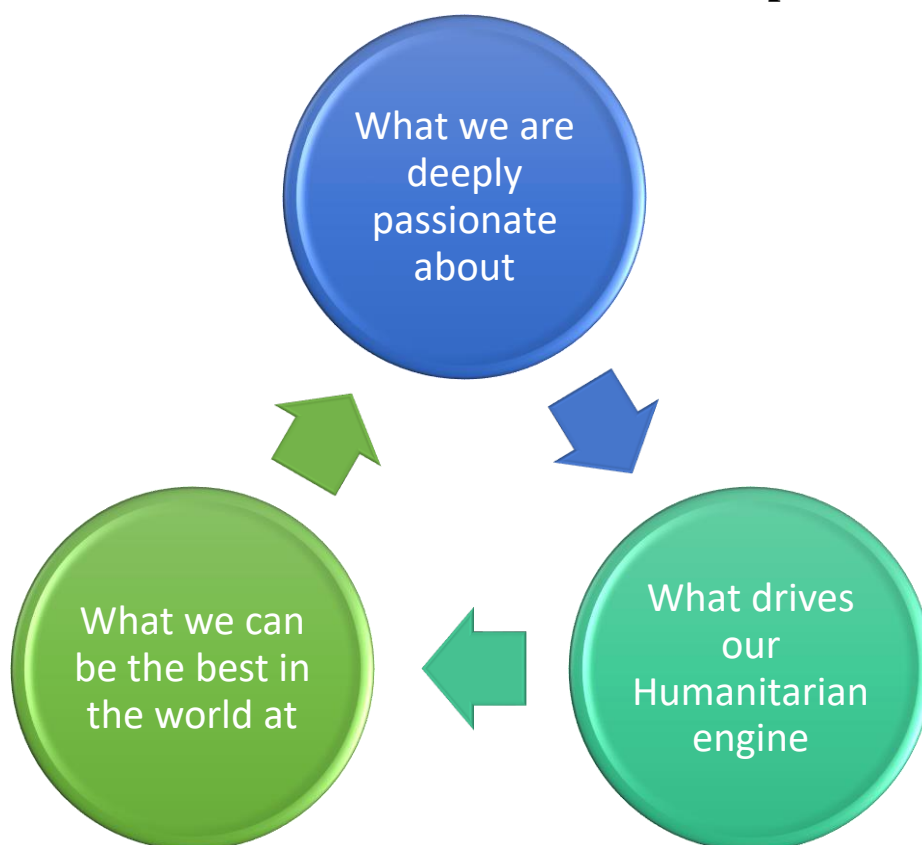 What we are
deeply
passionate
about
What drives
our
Humanitarian
engine
What we can
be the best in
the world at